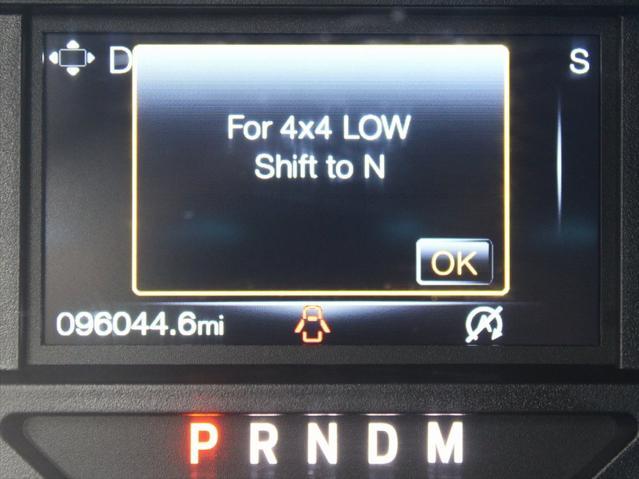 D
S
For 4x4 LOW
Shift to N
OK
096044.6mi
P R N D M